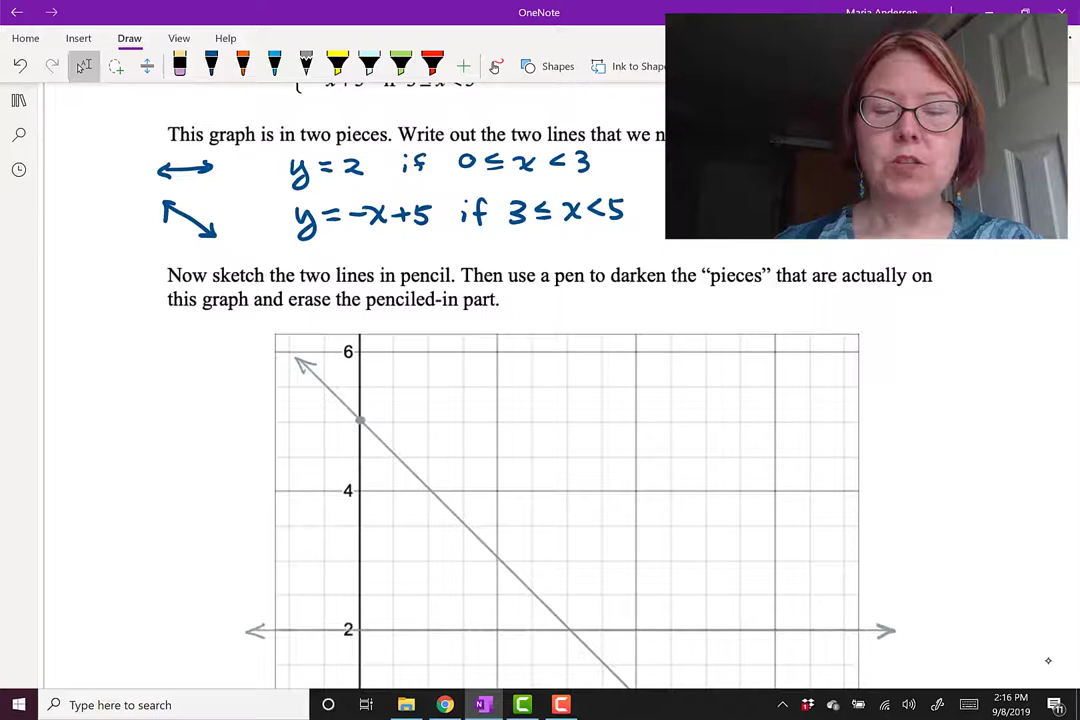 OneNote
Maria Andersen
Home Insert Draw View Help
Shapes
Ink to Shape
This graph is in two pieces. Write out the two lines that we n
y = 2 if 0 ≤ x < 3
y = -x+5 if 3 ≤ x < 5
Now sketch the two lines in pencil. Then use a pen to darken the “pieces” that are actually on
this graph and erase the penciled-in part.
6
4
2
Type here to search
2:16 PM
9/8/2019